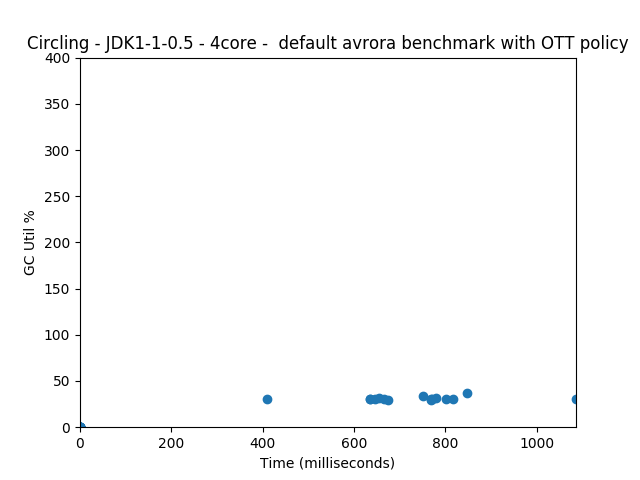 Circling - JDK1-1-0.5 - 4core -  default avrora benchmark with OTT policy
400
350
300
250
200
150
100
50
0
GC Util %
0 200 400 600 800 1000
Time (milliseconds)